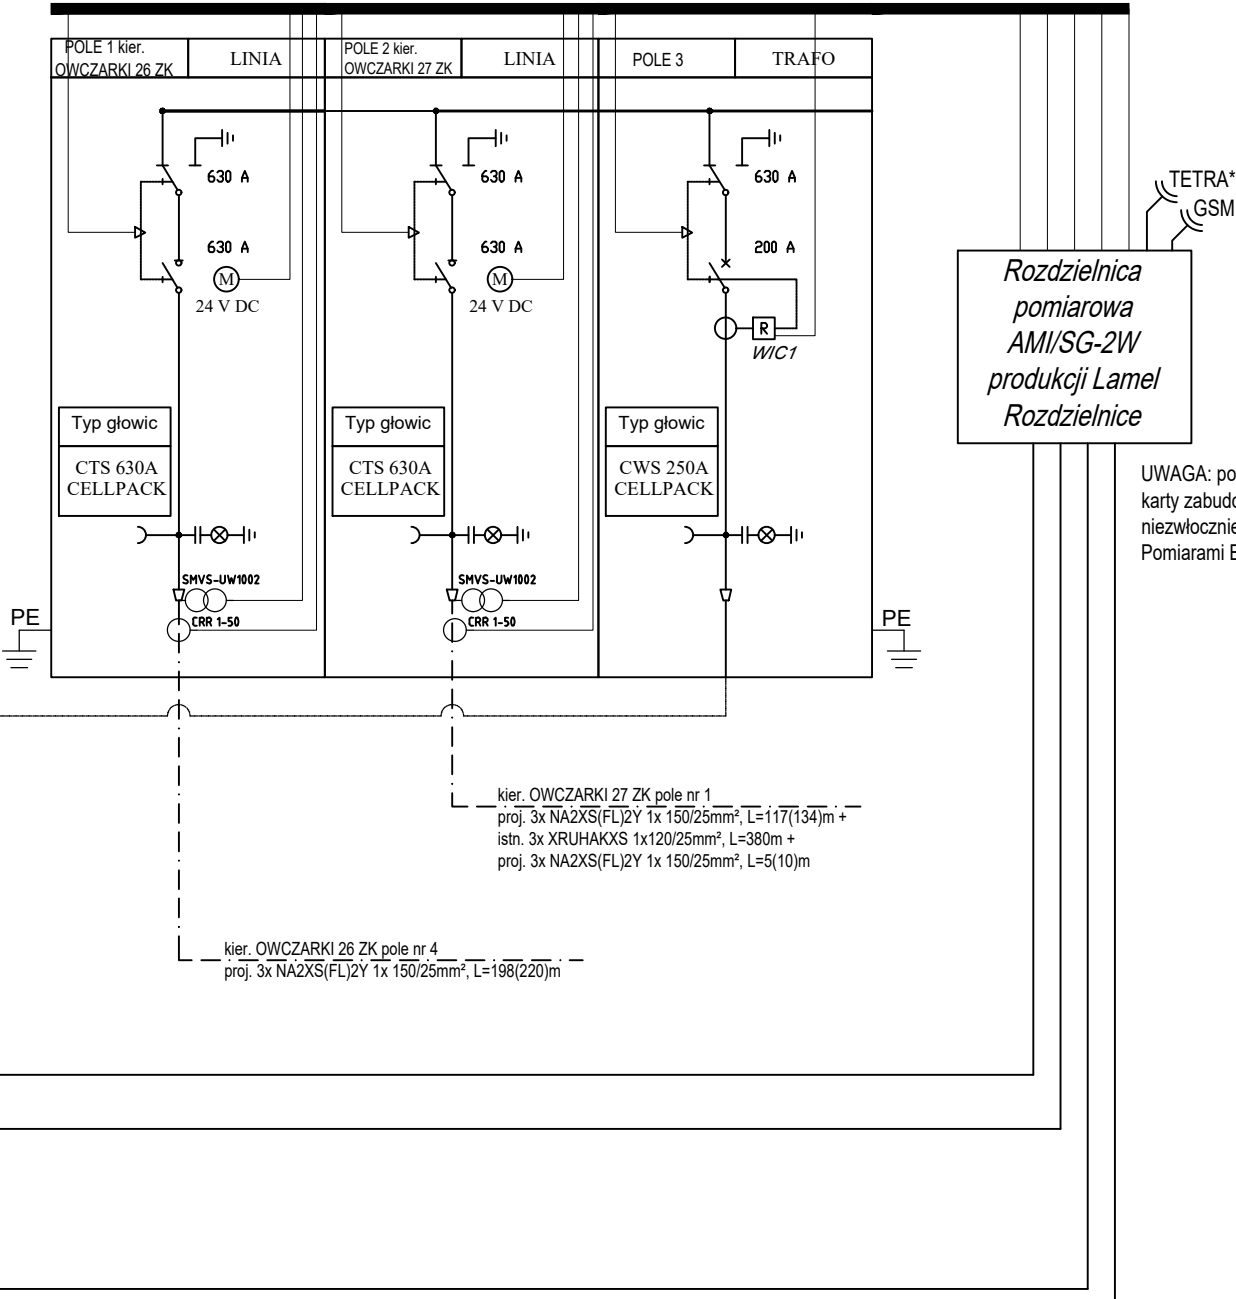 POLE 1 kier.
OWCZARKI 26 ZK
LINIA
POLE 2 kier.
OWCZARKI 27 ZK
LINIA
POLE 3
TRAFO
630 A
630 A
630 A
630 A
630 A
200 A
M
24 V DC
M
24 V DC
R
WIC1
TETRA*
GSM
Rozdzielnica
pomiarowa
AMI/SG-2W
produkcji Lamel
Rozdzielnice
Typ głowic
CTS 630A
CELLPACK
Typ głowic
CTS 630A
CELLPACK
Typ głowic
CWS 250A
CELLPACK
UWAGA: po
karty zabudo
niezwłocznie
Pomiarami E
SMVS-UW1002
CRR 1-50
SMVS-UW1002
CRR 1-50
PE
PE
kier. OWCZARKI 27 ZK pole nr 1
proj. 3x NA2XS(FL)2Y 1x 150/25mm², L=117(134)m +
istn. 3x XRUHAKXS 1x120/25mm², L=380m +
proj. 3x NA2XS(FL)2Y 1x 150/25mm², L=5(10)m
kier. OWCZARKI 26 ZK pole nr 4
proj. 3x NA2XS(FL)2Y 1x 150/25mm², L=198(220)m